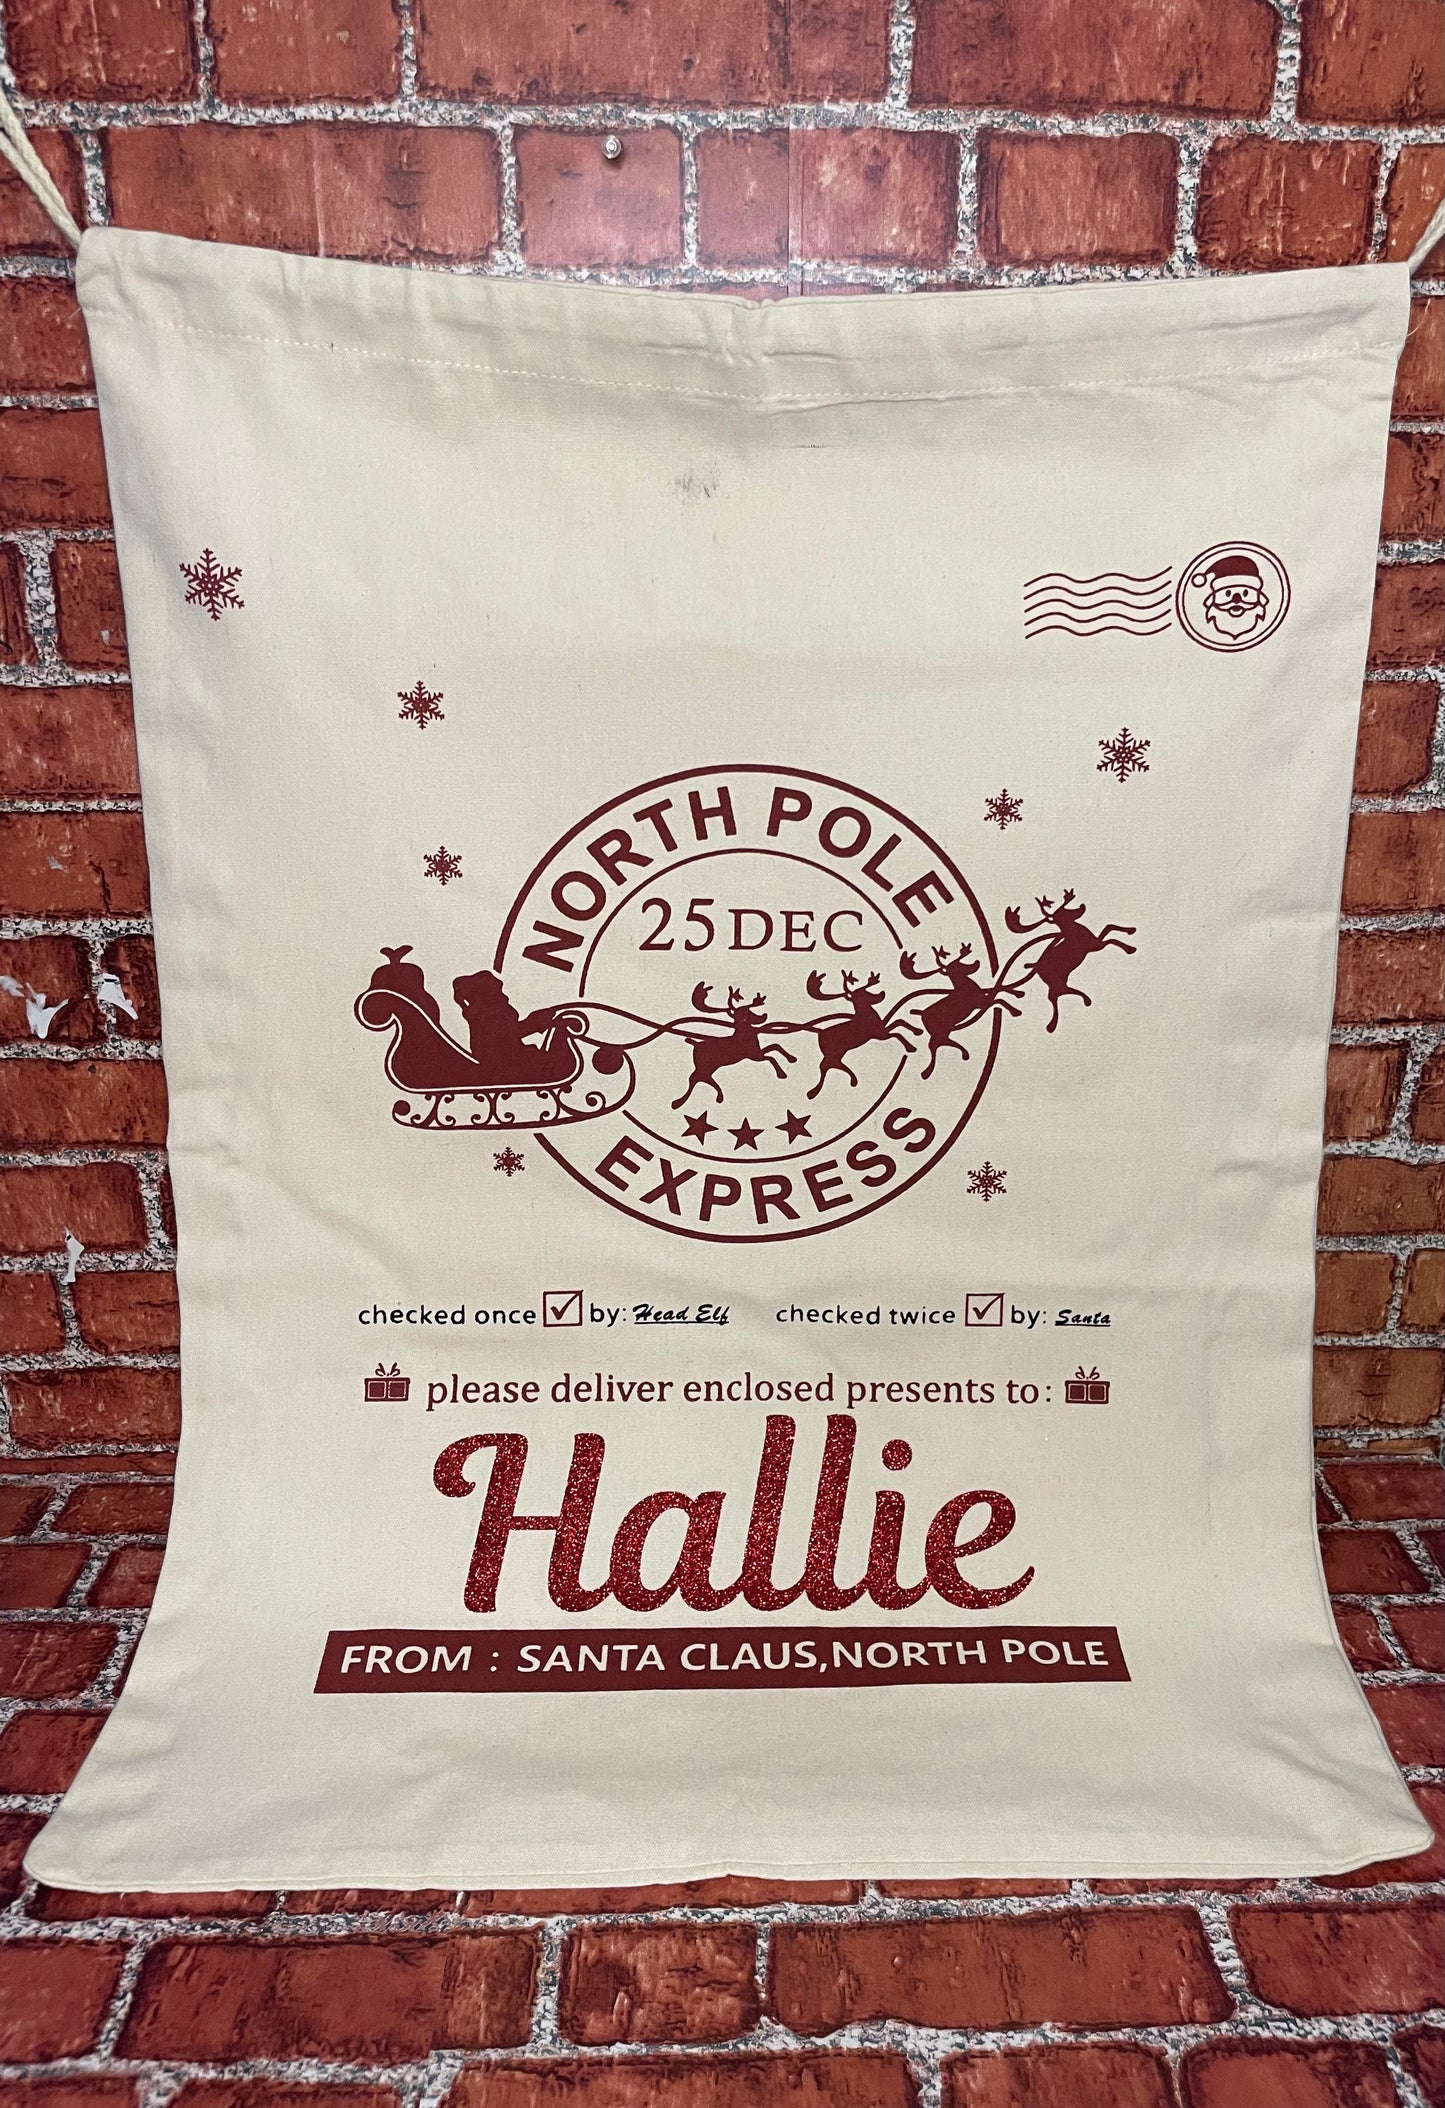 NORTH POLE
25 DEC
EXPRESS
checked once by: Head Elf checked twice by: Santa
please deliver enclosed presents to:
Hallie
FROM : SANTA CLAUS,NORTH POLE